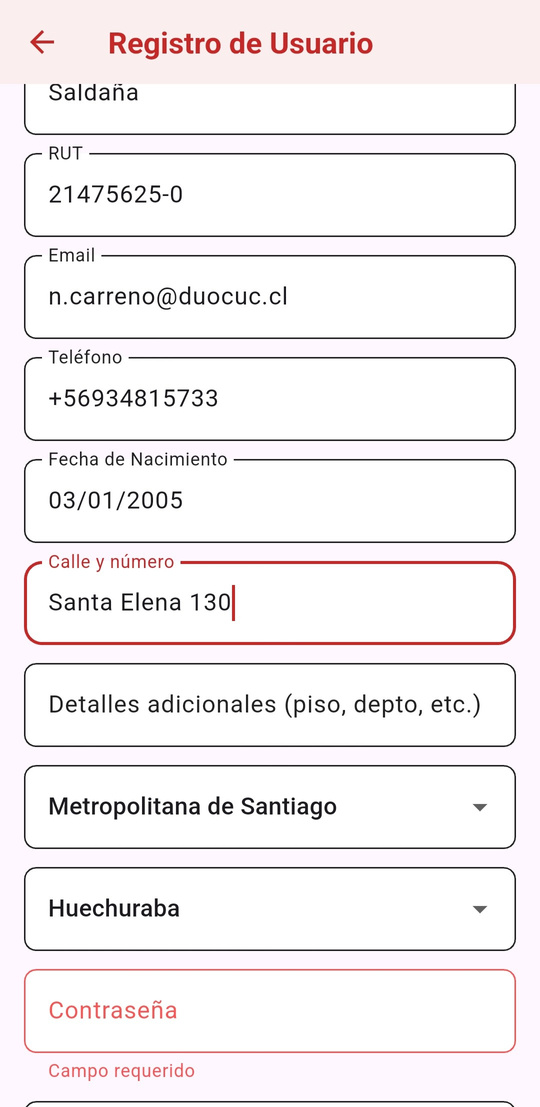 Registro de Usuario
Saldaña
RUT
21475625-0
Email
n.carreno@duocuc.cl
Teléfono
+56934815733
Fecha de Nacimiento
03/01/2005
Calle y número
Santa Elena 130
Detalles adicionales (piso, depto, etc.)
Metropolitana de Santiago
Huechuraba
Contraseña
Campo requerido